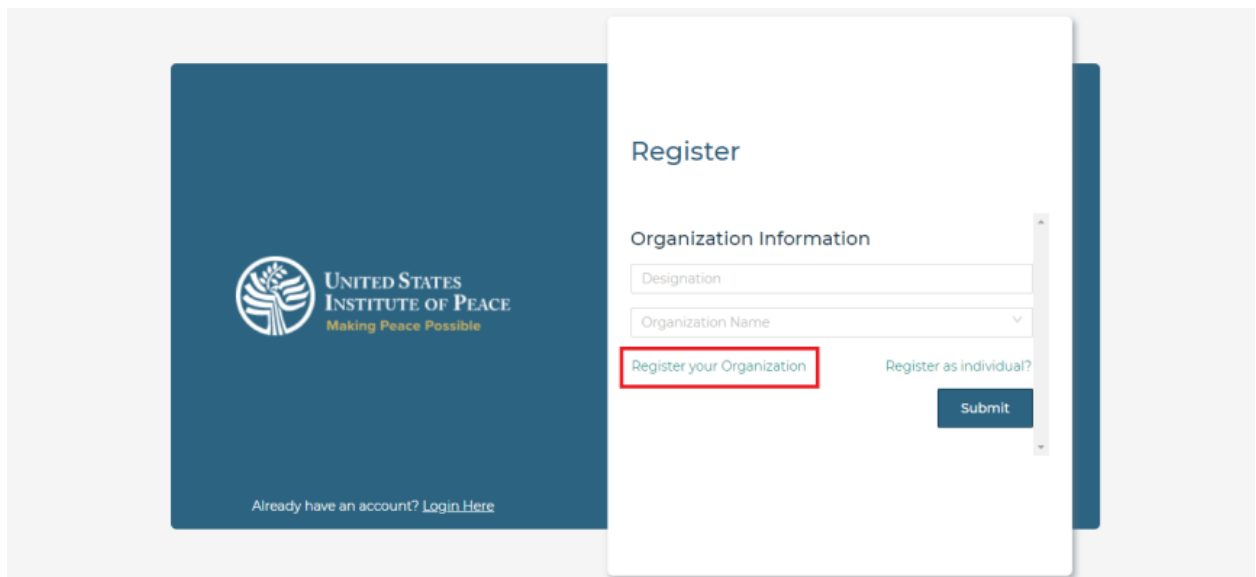 Register
Organization Information
Designation
Organization Name
Register your Organization
Register as individual?
Submit
UNITED STATES
INSTITUTE OF PEACE
Making Peace Possible
Already have an account? Login Here